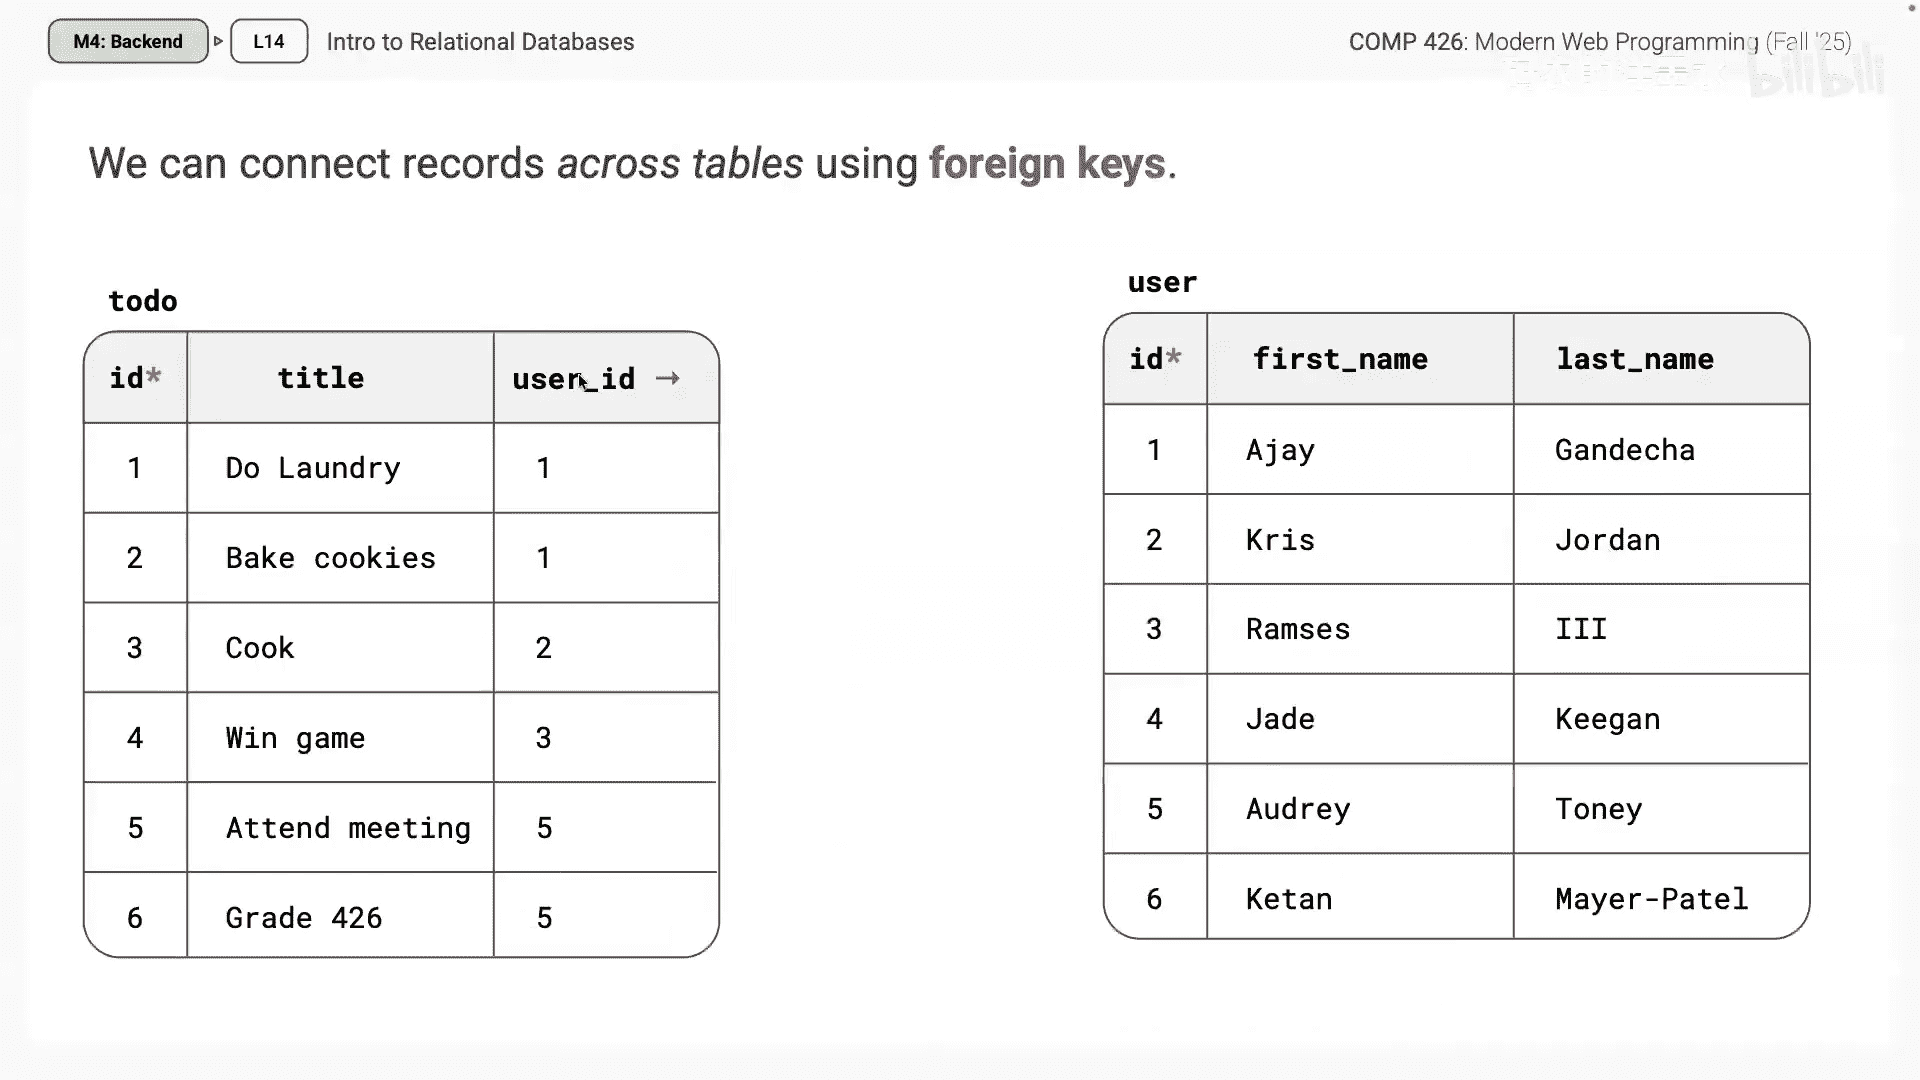 M4: Backend ▹ L14 Intro to Relational Databases
COMP 426: Modern Web Programming (Fall '25)
bilibili
We can connect records across tables using foreign keys.
todo
id* title user_id →
1 Do Laundry 1
2 Bake cookies 1
3 Cook 2
4 Win game 3
5 Attend meeting 5
6 Grade 426 5
user
id* first_name last_name
1 Ajay Gandecha
2 Kris Jordan
3 Ramses III
4 Jade Keegan
5 Audrey Toney
6 Ketan Mayer-Patel